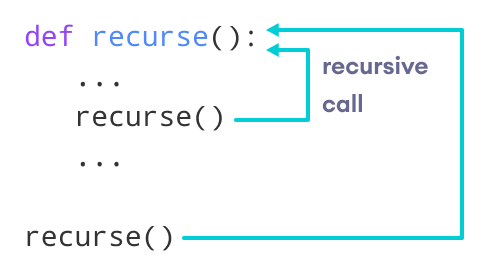 def recurse():
...
recurse()
...
recurse()
recursive
call